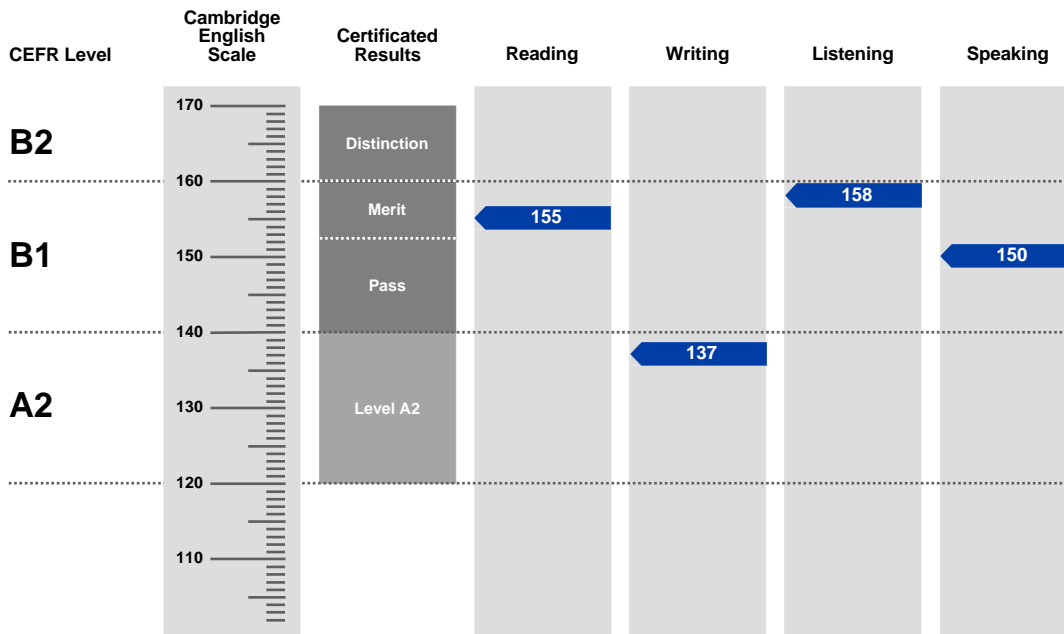 CEFR Level
Cambridge
English
Scale
Certificated
Results
Reading
Writing
Listening
Speaking
170
B2
Distinction
160
Merit
155
158
B1
150
150
Pass
140
137
A2
130
Level A2
120
110